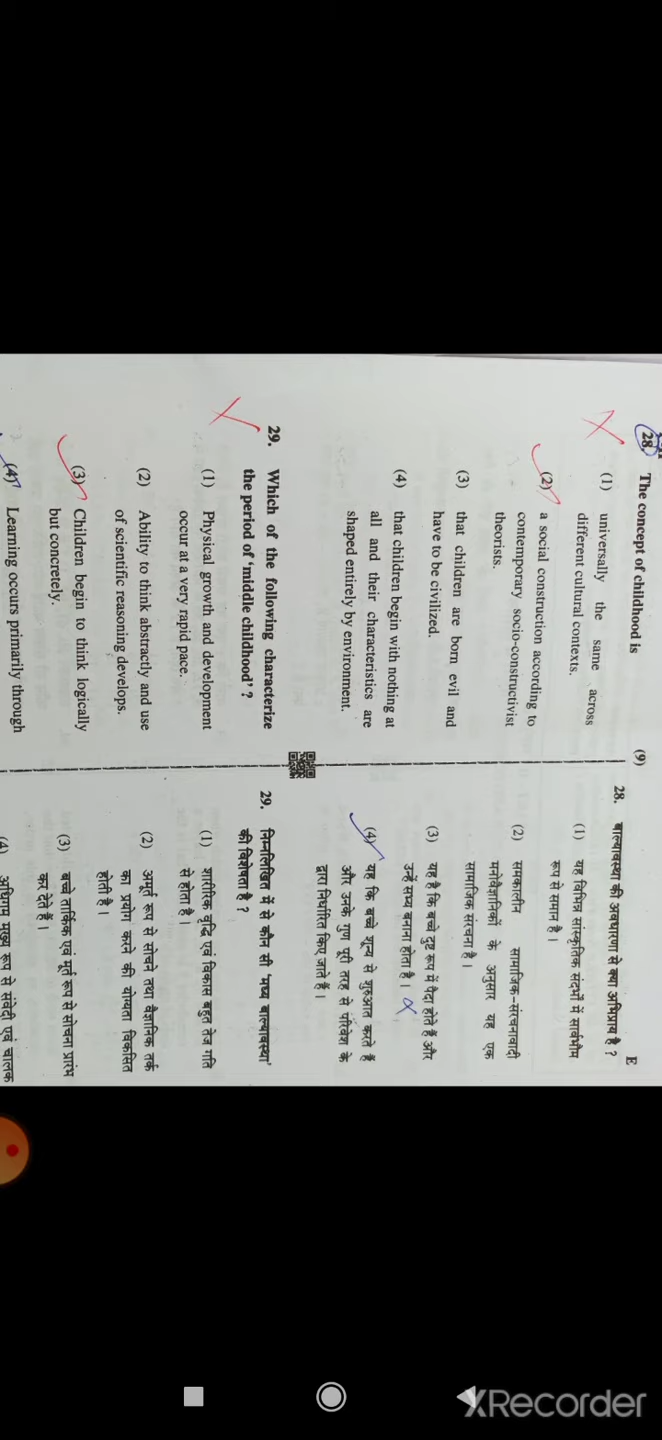 (9)
E
28. The concept of childhood is
(1) universally the same across
different cultural contexts.
(2) a social construction according to
contemporary socio-constructivist
theorists.
(3) that children are born evil and
have to be civilized.
(4) that children begin with nothing at
all and their characteristics are
shaped entirely by environment.
29. Which of the following characterize
the period of 'middle childhood' ?
(1) Physical growth and development
occur at a very rapid pace.
(2) Ability to think abstractly and use
of scientific reasoning develops.
(3) Children begin to think logically
but concretely.
(4) Learning occurs primarily through
28. बाल्यावस्था की अवधारणा से क्या अभिप्राय है ?
(1) यह विभिन्न सांस्कृतिक संदर्भों में सार्वभौम
रूप से समान है ।
(2) समकालीन सामाजिक-संरचनावादी
मनोवैज्ञानिकों के अनुसार यह एक
सामाजिक संरचना है ।
(3) यह है कि बच्चे दुष्ट रूप में पैदा होते हैं और
उन्हें सभ्य बनाना होता है ।
(4) यह कि बच्चे शून्य से शुरुआत करते हैं
और उनके गुण पूरी तरह से परिवेश के
द्वारा निर्धारित किए जाते हैं ।
29. निम्नलिखित में से कौन सी 'मध्य बाल्यावस्था'
की विशेषता है ?
(1) शारीरिक वृद्धि एवं विकास बहुत तेज गति
से होता है ।
(2) अमूर्त रूप से सोचने तथा वैज्ञानिक तर्क
का प्रयोग करने की योग्यता विकसित
होती है ।
(3) बच्चे तार्किक एवं मूर्त रूप से सोचना प्रारंभ
कर देते हैं ।
(4) अधिगम मुख्य रूप से संवेदी एवं चालक
XRecorder